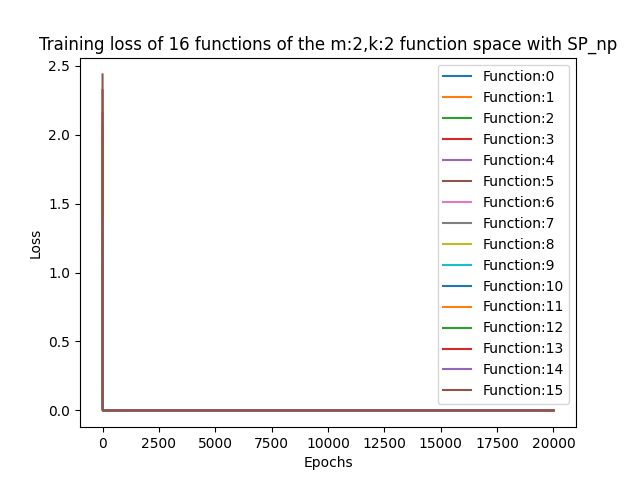 Training loss of 16 functions of the m:2,k:2 function space with SP_np
2.5
2.0
1.5
1.0
0.5
0.0
Loss
Function:0
Function:1
Function:2
Function:3
Function:4
Function:5
Function:6
Function:7
Function:8
Function:9
Function:10
Function:11
Function:12
Function:13
Function:14
Function:15
0 2500 5000 7500 10000 12500 15000 17500 20000
Epochs